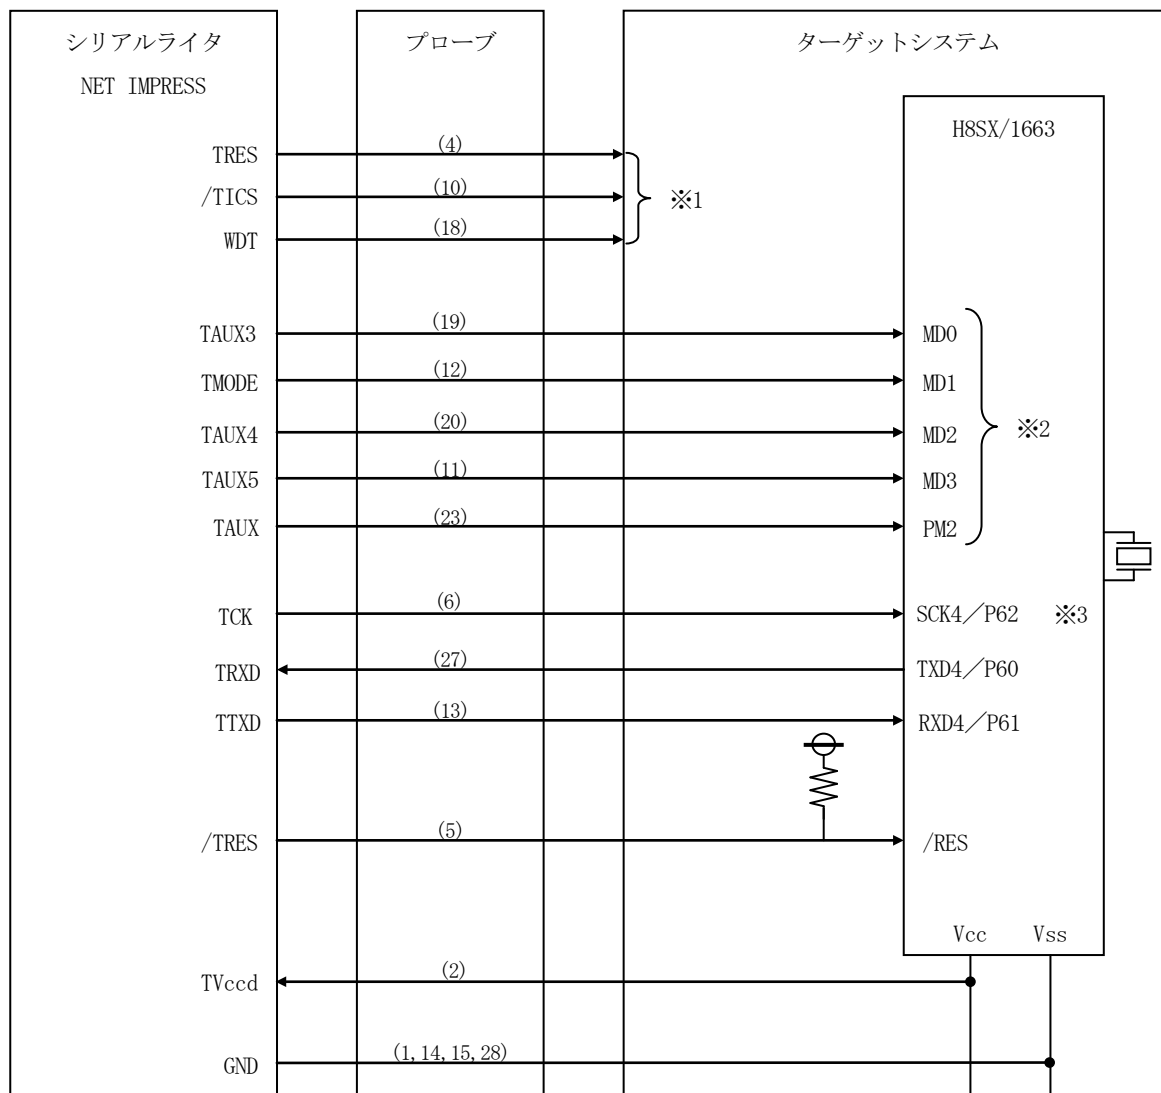 シリアルライタ
NET IMPRESS
プローブ
ターゲットシステム
H8SX/1663
TRES
(4)
/TICS
(10)
※1
WDT
(18)
TAUX3
(19)
MD0
TMODE
(12)
MD1
TAUX4
(20)
MD2
※2
TAUX5
(11)
MD3
TAUX
(23)
PM2
TCK
(6)
SCK4／P62
※3
TRXD
(27)
TXD4／P60
TTXD
(13)
RXD4／P61
/TRES
(5)
/RES
Vcc
Vss
TVccd
(2)
GND
(1,14,15,28)